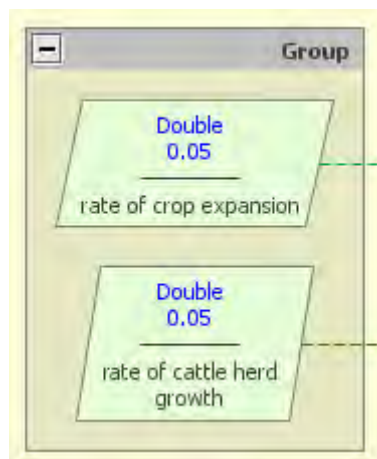 Group
Double
0.05
rate of crop expansion
Double
0.05
rate of cattle herd
growth